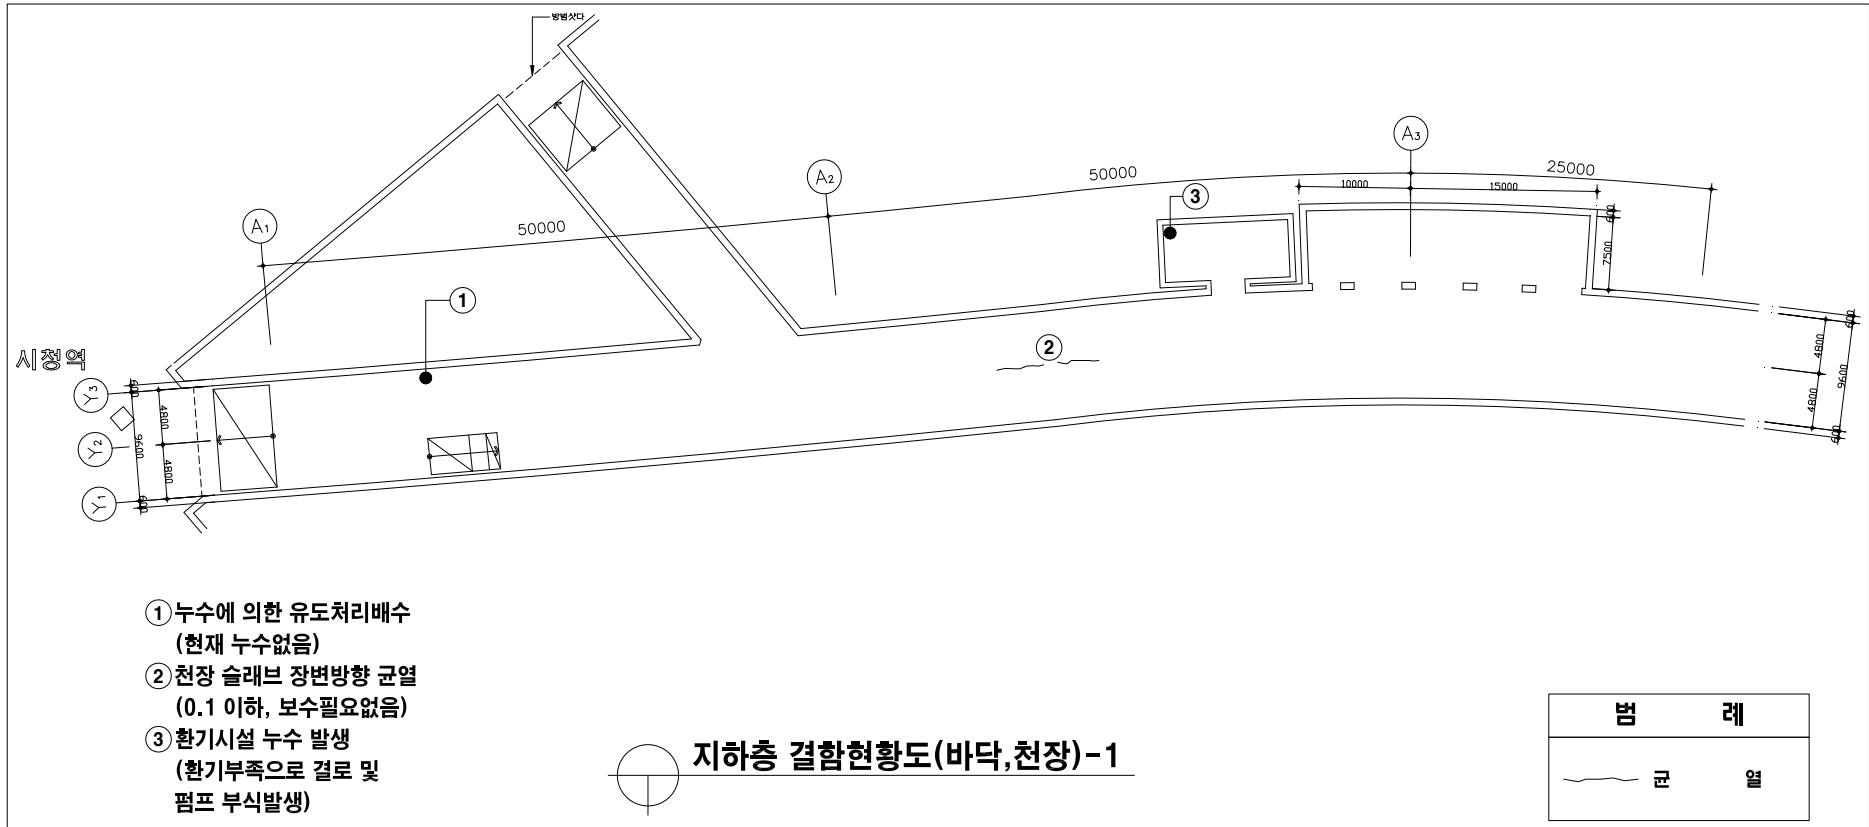 방범샷다
A3
A2
A1
50000
50000
25000
10000
15000
600
7500
3
1
2
시청역
Y3
Y2
Y1
600
4800
9600
4800
600
600
4800
9600
4800
600
① 누수에 의한 유도처리배수
(현재 누수없음)
② 천장 슬래브 장변방향 균열
(0.1 이하, 보수필요없음)
③ 환기시설 누수 발생
(환기부족으로 결로 및
펌프 부식발생)
지하층 결함현황도(바닥,천장)-1
범 례
균 열